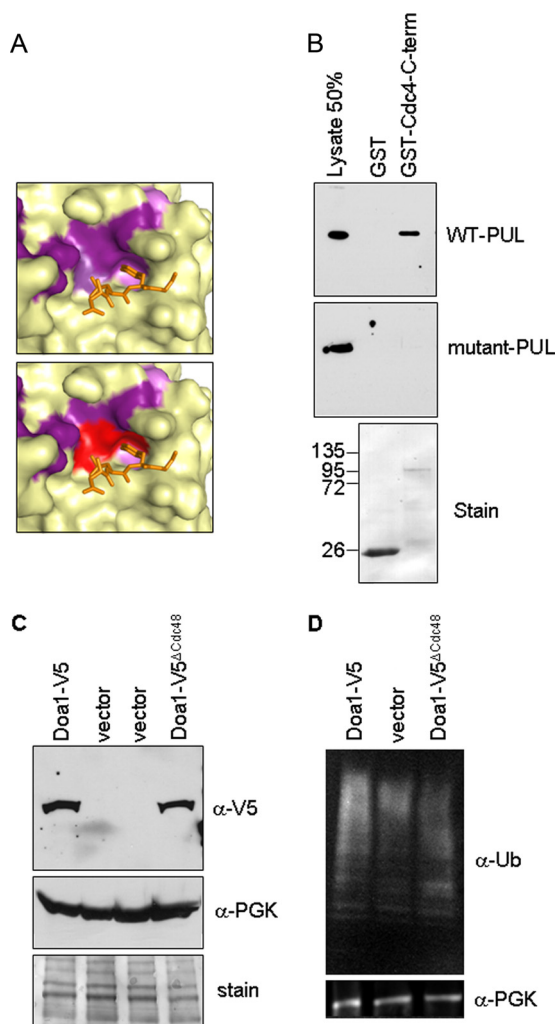 A
B
Lysate 50%
GST
GST-Cdc4-C-term
WT-PUL
mutant-PUL
135
95
72
26
Stain
C
Doa1-V5
vector
vector
Doa1-V5ΔCdc48
α-V5
α-PGK
stain
D
Doa1-V5
vector
Doa1-V5ΔCdc48
α-Ub
α-PGK